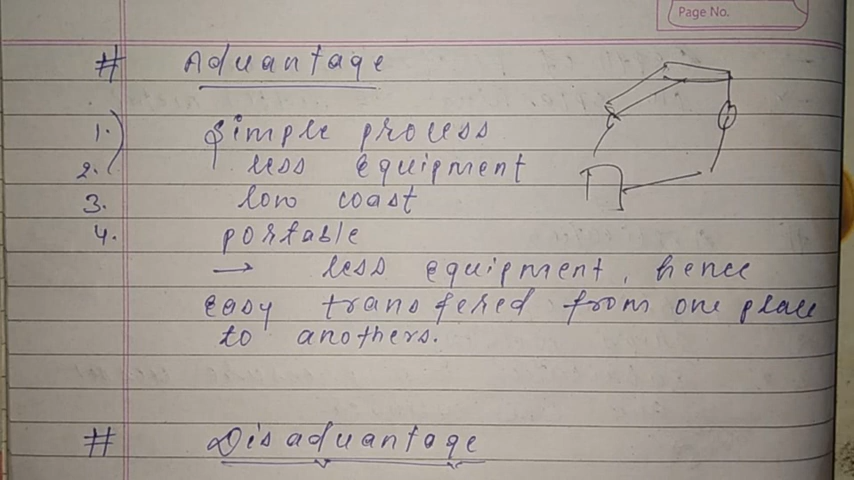 Page No.
# Advantage
1.) Simple process
2. less equipment
3. low coast
4. portable
→ less equipment, hence
easy transfered from one place
to anothers.
# Disadvantage